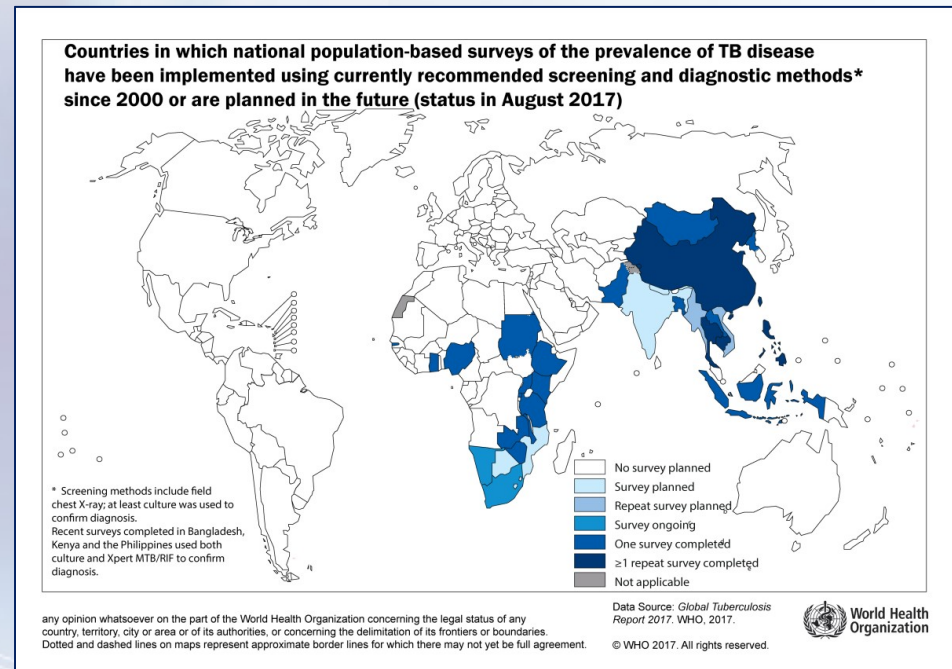 Countries in which national population-based surveys of the prevalence of TB disease
have been implemented using currently recommended screening and diagnostic methods*
since 2000 or are planned in the future (status in August 2017)
* Screening methods include field
chest X-ray; at least culture was used to
confirm diagnosis.
Recent surveys completed in Bangladesh,
Kenya and the Philippines used both
culture and Xpert MTB/RIF to confirm
diagnosis.
No survey planned
Survey planned
Repeat survey planned
Survey ongoing
One survey completed
≥1 repeat survey completed
Not applicable
any opinion whatsoever on the part of the World Health Organization concerning the legal status of any
country, territory, city or area or of its authorities, or concerning the delimitation of its frontiers or boundaries.
Dotted and dashed lines on maps represent approximate border lines for which there may not yet be full agreement.
Data Source: Global Tuberculosis
Report 2017. WHO, 2017.
© WHO 2017. All rights reserved.
World Health
Organization